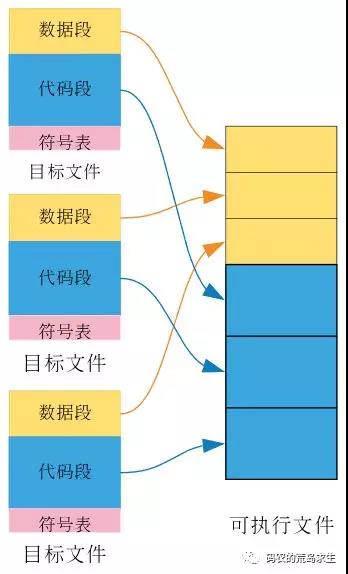 数据段
代码段
符号表
目标文件
数据段
代码段
符号表
目标文件
数据段
代码段
符号表
目标文件
可执行文件
码农的荒岛求生